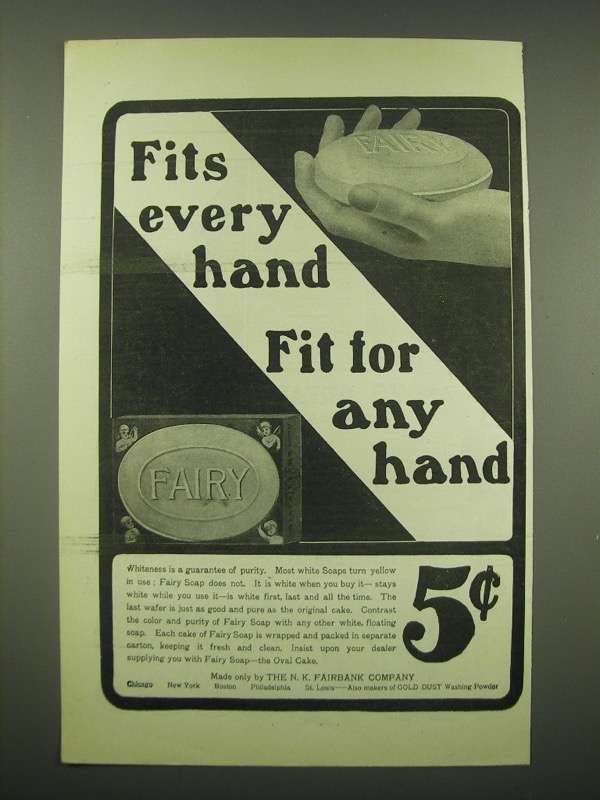 Fits
every
hand
FAIRY
Fit for
any
hand
FAIRY
Whiteness is a guarantee of purity. Most white Soaps turn yellow
in use; Fairy Soap does not. It is white when you buy it—stays
white while you use it—is white first, last and all the time. The
last wafer is just as good and pure as the original cake. Contrast
the color and purity of Fairy Soap with any other white, floating
soap. Each cake of Fairy Soap is wrapped and packed in separate
carton, keeping it fresh and clean. Insist upon your dealer
supplying you with Fairy Soap—the Oval Cake.
5¢
Made only by THE N. K. FAIRBANK COMPANY
Chicago New York Boston Philadelphia St. Louis—Also makers of GOLD DUST Washing Powder